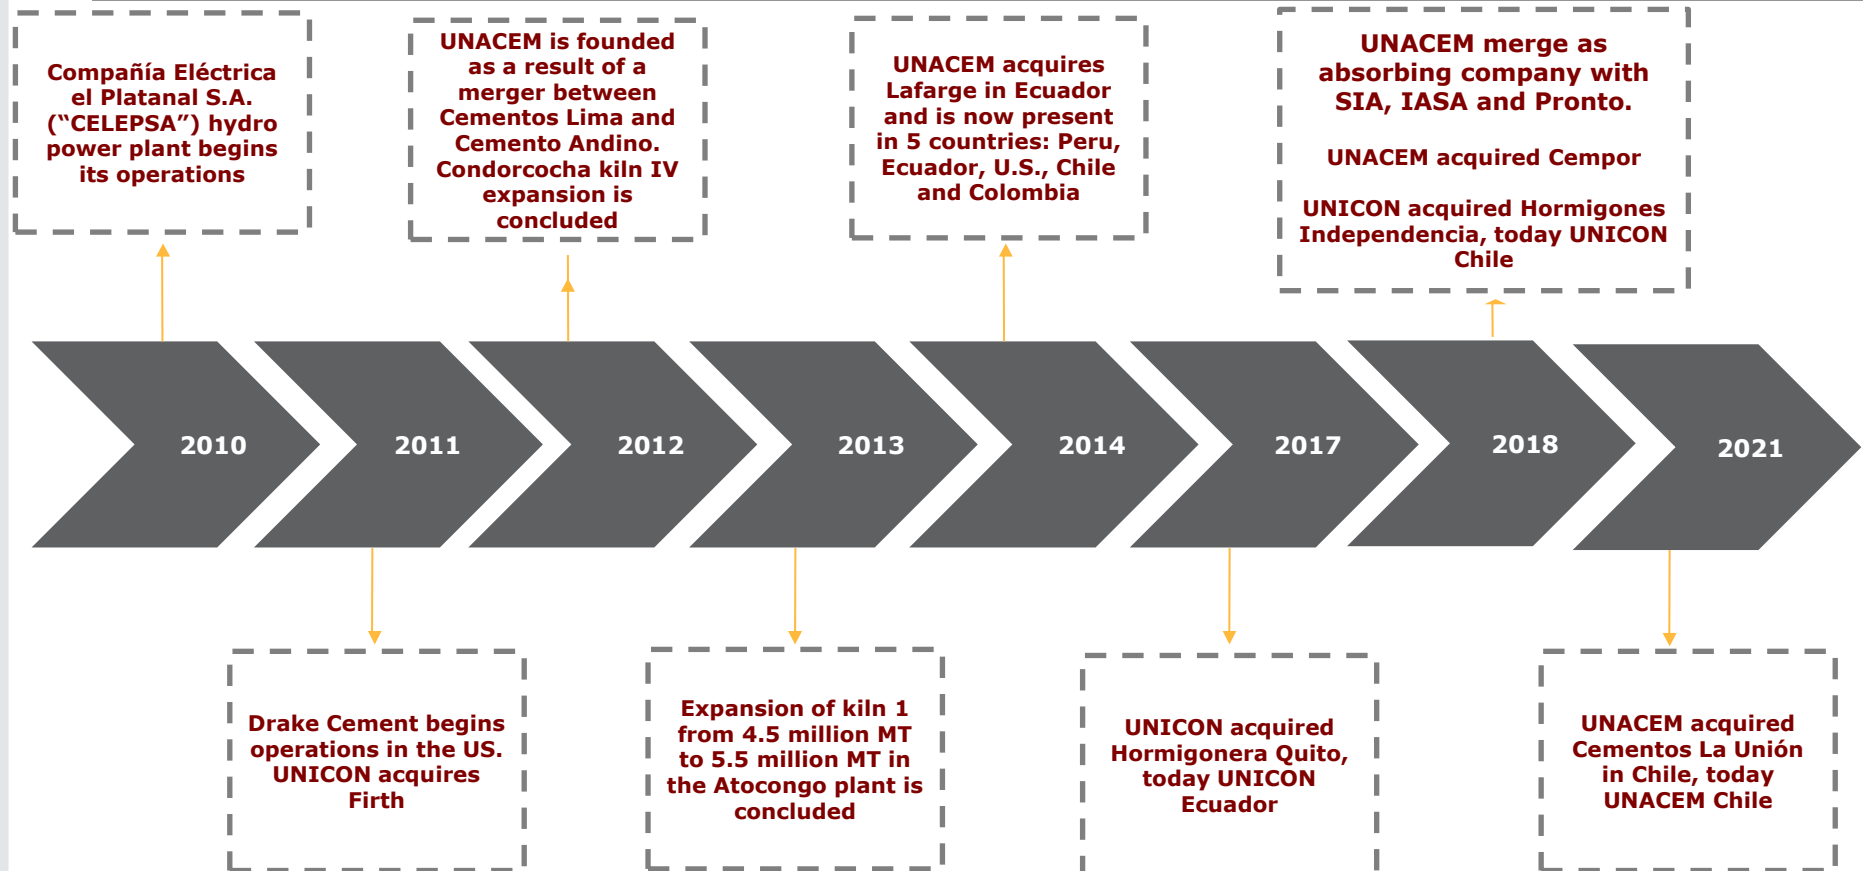 Compañía Eléctrica
el Platanal S.A.
(“CELEPSA”) hydro
power plant begins
its operations
UNACEM is founded
as a result of a
merger between
Cementos Lima and
Cemento Andino.
Condorcocha kiln IV
expansion is
concluded
UNACEM acquires
Lafarge in Ecuador
and is now present
in 5 countries: Peru,
Ecuador, U.S., Chile
and Colombia
UNACEM merge as
absorbing company with
SIA, IASA and Pronto.
UNACEM acquired Cempor
UNICON acquired Hormigones
Independencia, today UNICON
Chile
2010
2011
2012
2013
2014
2017
2018
2021
Drake Cement begins
operations in the US.
UNICON acquires
Firth
Expansion of kiln 1
from 4.5 million MT
to 5.5 million MT in
the Atocongo plant is
concluded
UNICON acquired
Hormigonera Quito,
today UNICON
Ecuador
UNACEM acquired
Cementos La Unión
in Chile, today
UNACEM Chile